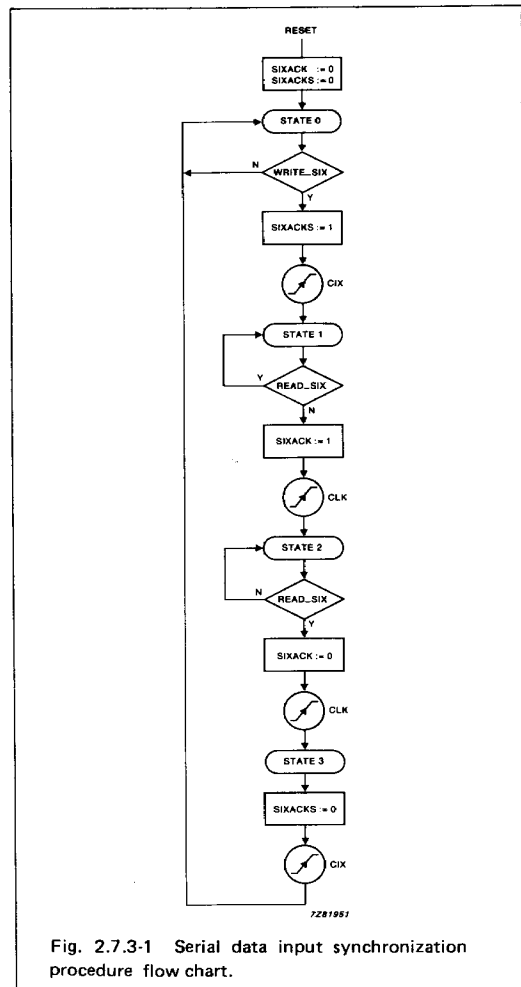 RESET
SIXACK := 0
SIXACKS := 0
STATE 0
N
WRITE_SIX
Y
SIXACKS := 1
CIX
STATE 1
Y
READ_SIX
N
SIXACK := 1
CLK
STATE 2
N
READ_SIX
Y
SIXACK := 0
CLK
STATE 3
SIXACKS := 0
CIX
7Z81951
Fig. 2.7.3-1 Serial data input synchronization
procedure flow chart.